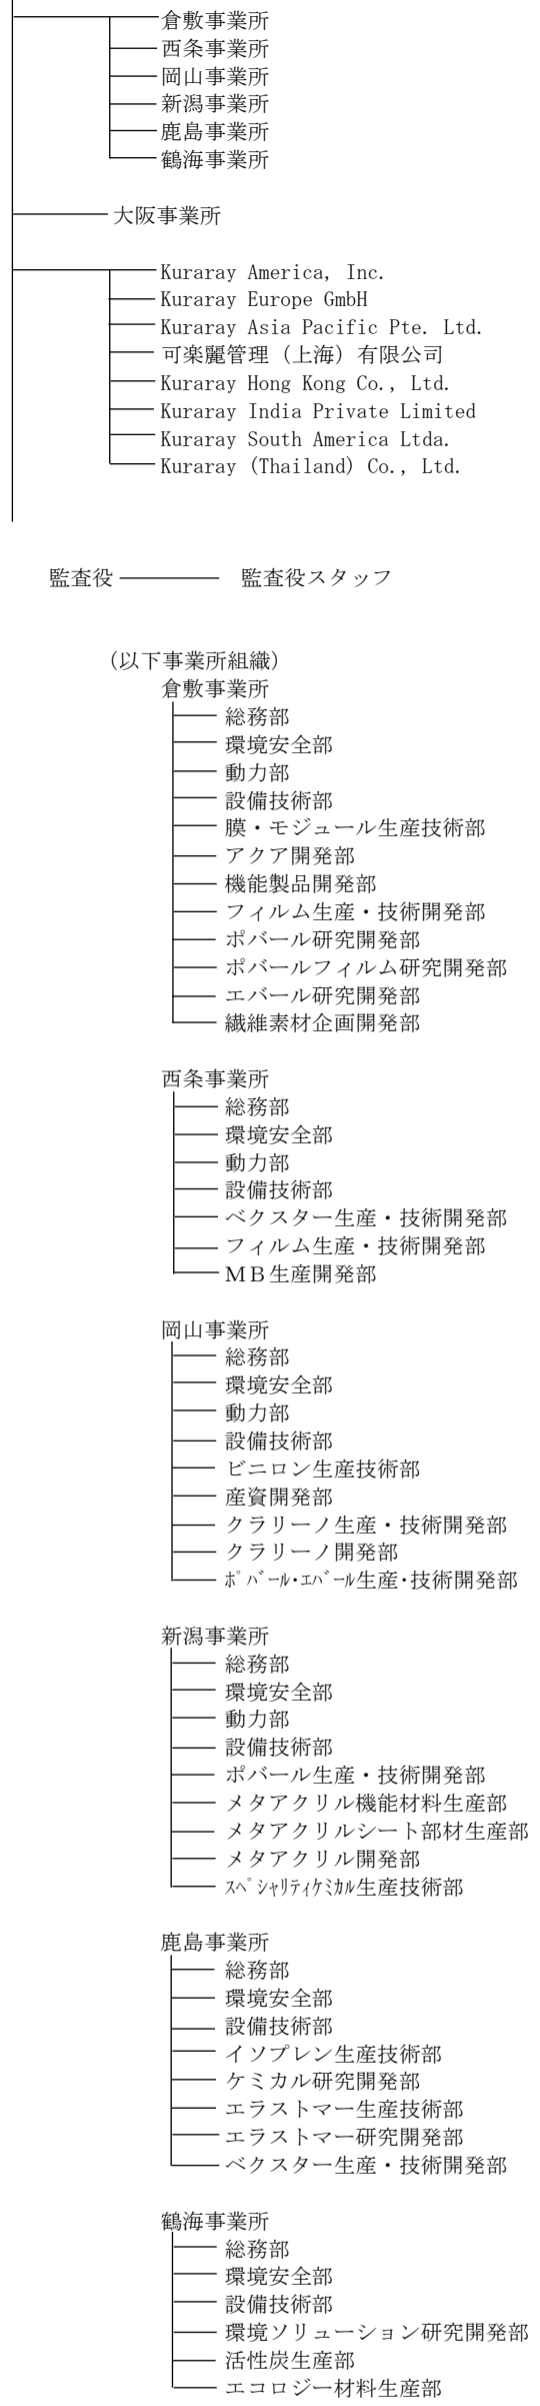 倉敷事業所
西条事業所
岡山事業所
新潟事業所
鹿島事業所
鶴海事業所
大阪事業所
Kuraray America, Inc.
Kuraray Europe GmbH
Kuraray Asia Pacific Pte. Ltd.
可楽麗管理（上海）有限公司
Kuraray Hong Kong Co., Ltd.
Kuraray India Private Limited
Kuraray South America Ltda.
Kuraray (Thailand) Co., Ltd.
監査役 監査役スタッフ
（以下事業所組織）
倉敷事業所
総務部
環境安全部
動力部
設備技術部
膜・モジュール生産技術部
アクア開発部
機能製品開発部
フィルム生産・技術開発部
ポバール研究開発部
ポバールフィルム研究開発部
エバール研究開発部
繊維素材企画開発部
西条事業所
総務部
環境安全部
動力部
設備技術部
ベクスター生産・技術開発部
フィルム生産・技術開発部
ＭＢ生産開発部
岡山事業所
総務部
環境安全部
動力部
設備技術部
ビニロン生産技術部
産資開発部
クラリーノ生産・技術開発部
クラリーノ開発部
ﾎﾟﾊﾞｰﾙ・ｴﾊﾞｰﾙ生産・技術開発部
新潟事業所
総務部
環境安全部
動力部
設備技術部
ポバール生産・技術開発部
メタアクリル機能材料生産部
メタアクリルシート部材生産部
メタアクリル開発部
ｽﾍﾟｼｬﾘﾃｨｹﾐｶﾙ生産技術部
鹿島事業所
総務部
環境安全部
設備技術部
イソプレン生産技術部
ケミカル研究開発部
エラストマー生産技術部
エラストマー研究開発部
ベクスター生産・技術開発部
鶴海事業所
総務部
環境安全部
設備技術部
環境ソリューション研究開発部
活性炭生産部
エコロジー材料生産部